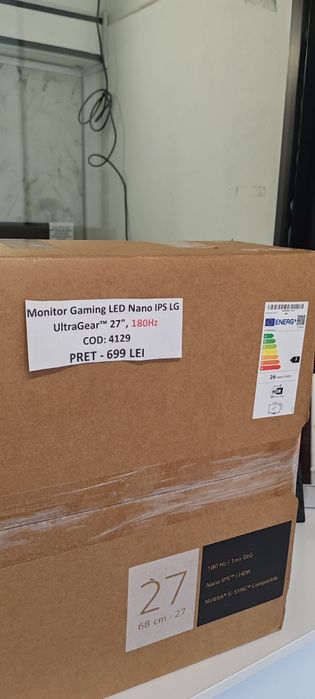 Monitor Gaming LED Nano IPS LG
UltraGear™ 27", 180Hz
COD: 4129
PRET - 699 LEI
ENERG
26
27
68 cm / 27
180 Hz | 1ms GtG
Nano IPS™ | HDR
NVIDIA® G-SYNC® Compatible